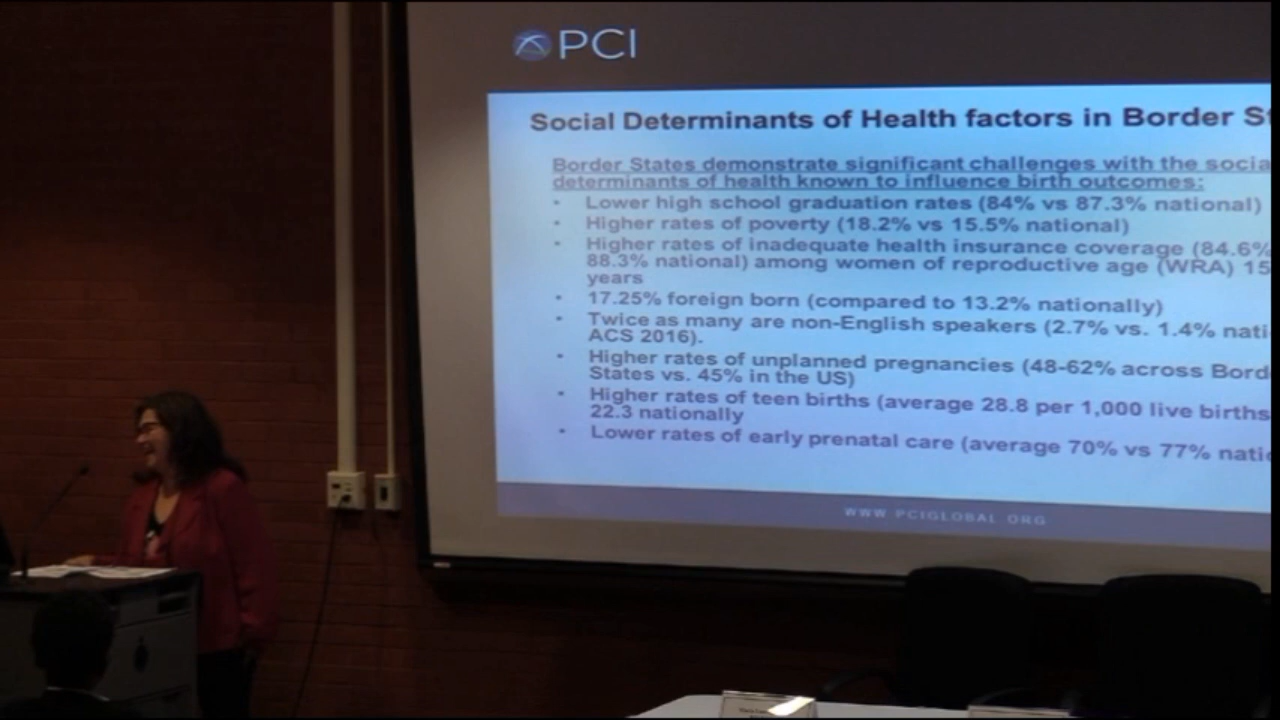 PCI
Social Determinants of Health factors in Border S
Border States demonstrate significant challenges with the socia
determinants of health known to influence birth outcomes:
• Lower high school graduation rates (84% vs 87.3% national)
• Higher rates of poverty (18.2% vs 15.5% national)
• Higher rates of inadequate health insurance coverage (84.6%
88.3% national) among women of reproductive age (WRA) 15
years
• 17.25% foreign born (compared to 13.2% nationally)
• Twice as many are non-English speakers (2.7% vs. 1.4% nati
ACS 2016).
• Higher rates of unplanned pregnancies (48-62% across Bord
States vs. 45% in the US)
• Higher rates of teen births (average 28.8 per 1,000 live births
22.3 nationally
• Lower rates of early prenatal care (average 70% vs 77% natio
WWW.PCIGLOBAL.ORG